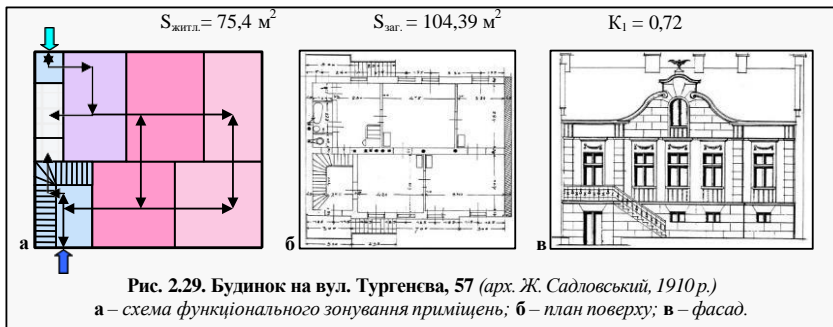 Sжитл.= 75,4 м² Sзаг. = 104,39 м² K₁ = 0,72
а б в
Рис. 2.29. Будинок на вул. Тургенєва, 57 (арх. Ж. Садловський, 1910 р.)
а – схема функціонального зонування приміщень; б – план поверху; в – фасад.